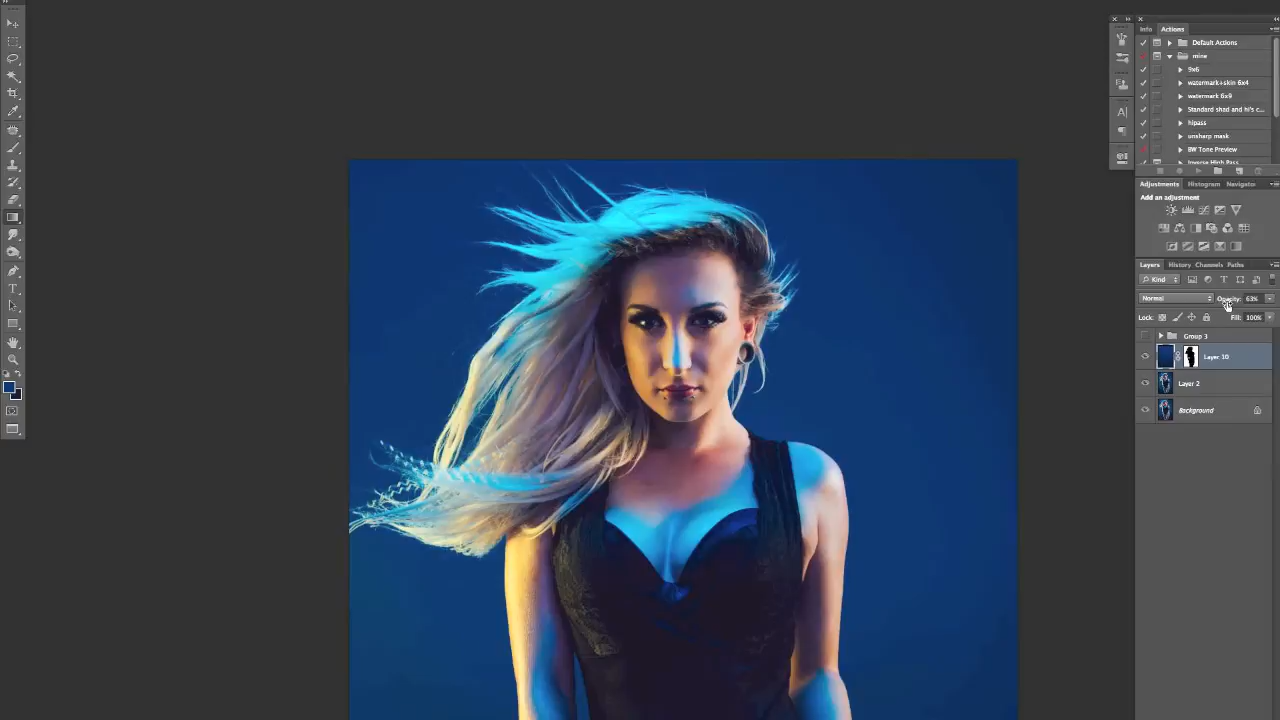 Info Actions
Default Actions
mine
9x6
watermark+skin 6x4
watermark 6x9
Standard shad and hi's c...
hipass
unsharp mask
BW Tone Preview
Inverse High Pass
Adjustments Histogram Navigator
Add an adjustment
Layers History Channels Paths
Kind
Normal Opacity: 63%
Lock: Fill: 100%
Group 3
Layer 10
Layer 2
Background